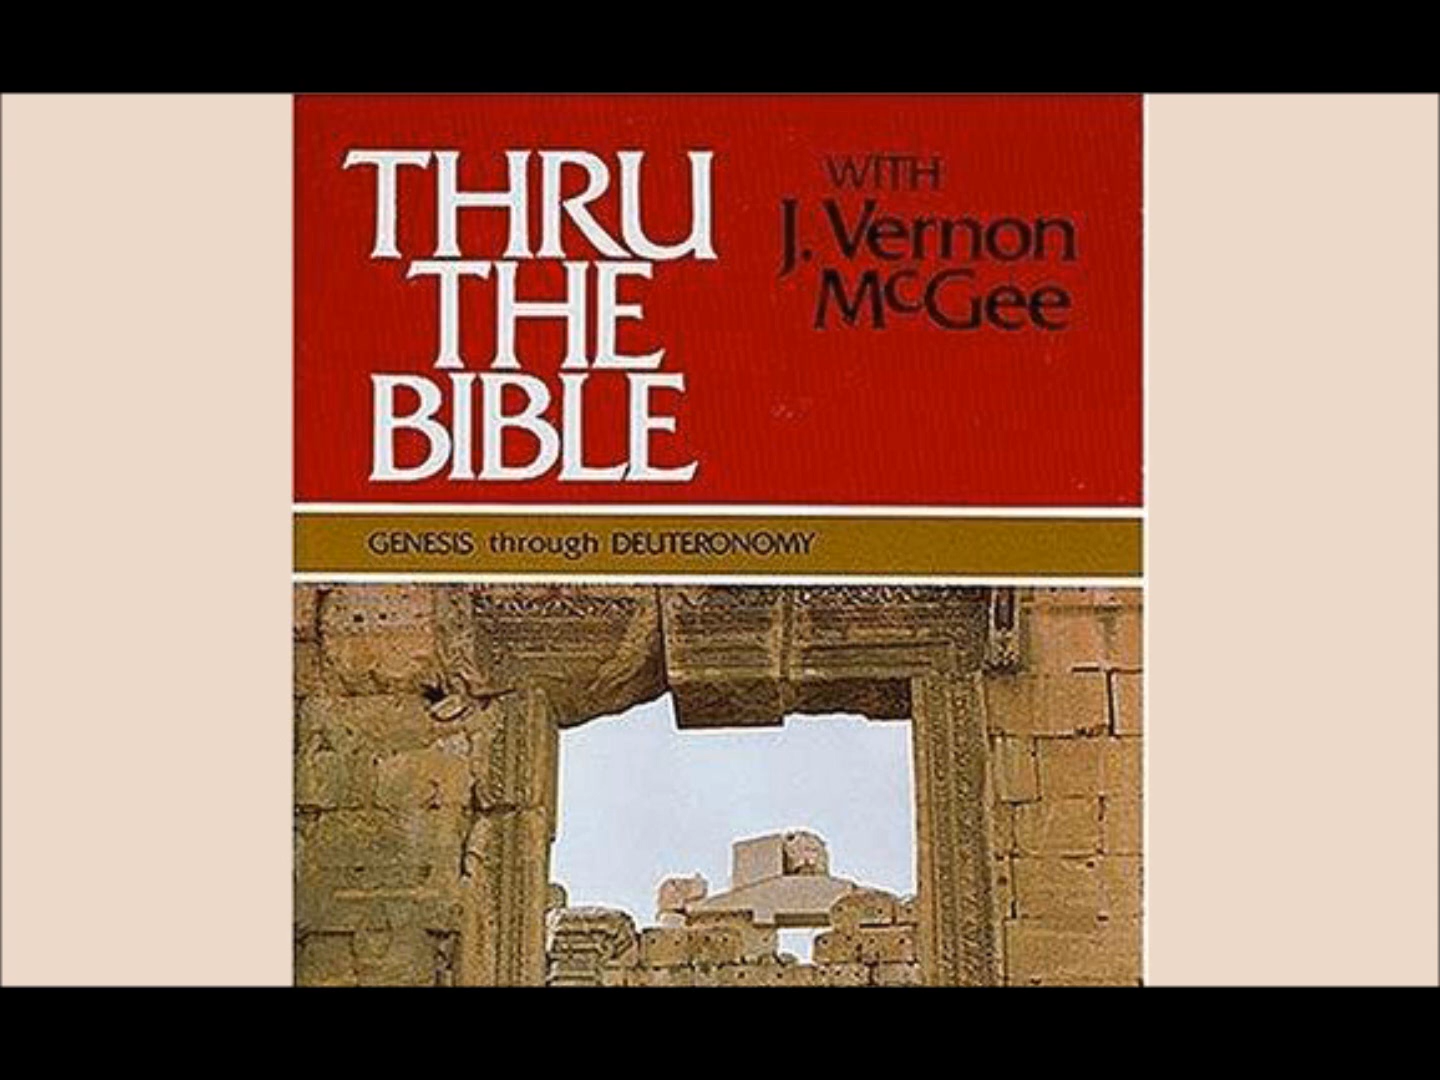 THRU
THE
BIBLE
WITH
J. Vernon
McGee
GENESIS through DEUTERONOMY